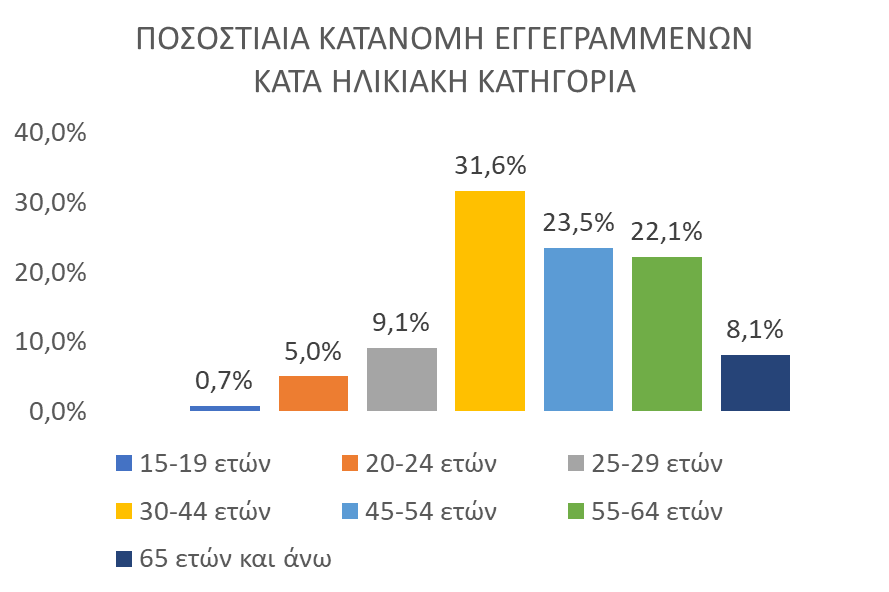 ΠΟΣΟΣΤΙΑΙΑ ΚΑΤΑΝΟΜΗ ΕΓΓΕΓΡΑΜΜΕΝΩΝ
ΚΑΤΑ ΗΛΙΚΙΑΚΗ ΚΑΤΗΓΟΡΙΑ
40,0%
30,0%
20,0%
10,0%
0,0%
0,7%
5,0%
9,1%
31,6%
23,5%
22,1%
8,1%
15-19 ετών
20-24 ετών
25-29 ετών
30-44 ετών
45-54 ετών
55-64 ετών
65 ετών και άνω